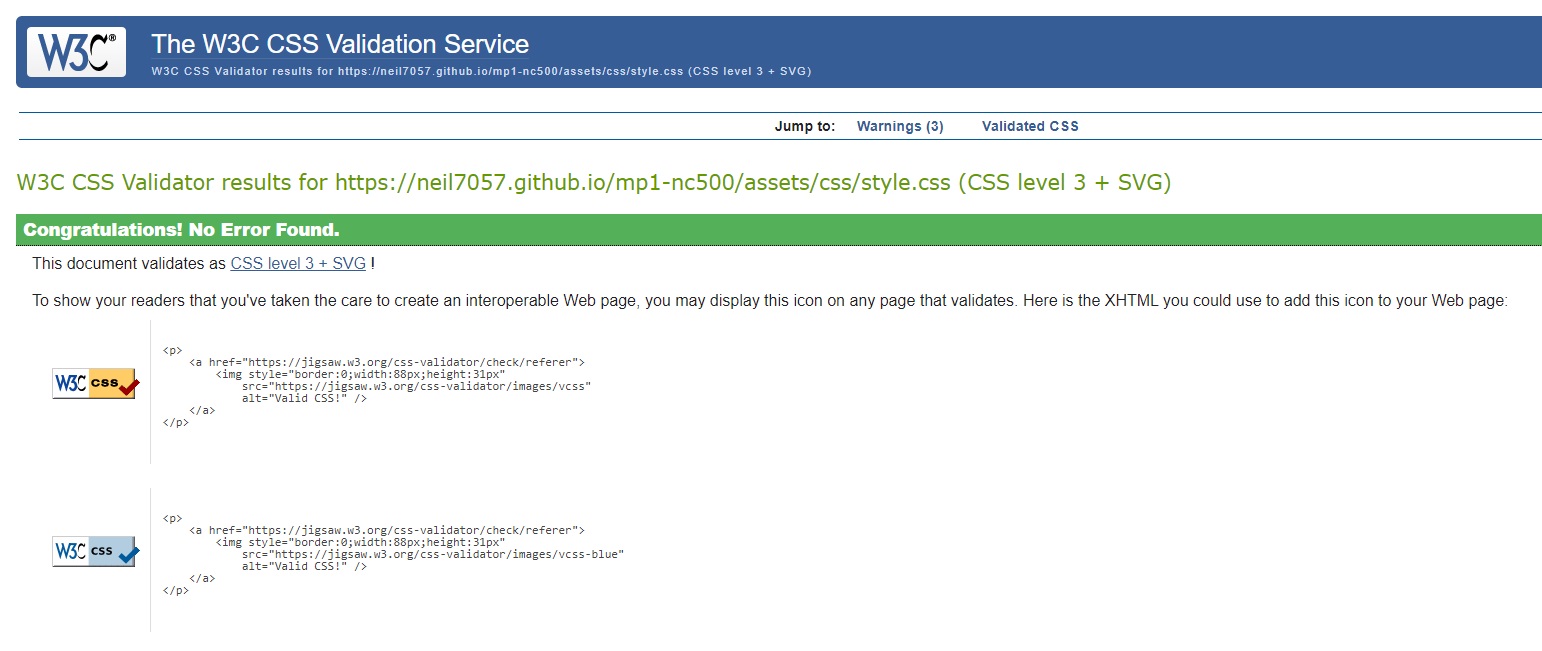 W3C®
The W3C CSS Validation Service
W3C CSS Validator results for https://neil7057.github.io/mp1-nc500/assets/css/style.css (CSS level 3 + SVG)
Jump to: Warnings (3) Validated CSS
W3C CSS Validator results for https://neil7057.github.io/mp1-nc500/assets/css/style.css (CSS level 3 + SVG)
Congratulations! No Error Found.
This document validates as CSS level 3 + SVG !
To show your readers that you've taken the care to create an interoperable Web page, you may display this icon on any page that validates. Here is the XHTML you could use to add this icon to your Web page:
W3C css
<p>
    <a href="https://jigsaw.w3.org/css-validator/check/referer">
        <img style="border:0;width:88px;height:31px"
            src="https://jigsaw.w3.org/css-validator/images/vcss"
            alt="Valid CSS!" />
    </a>
</p>
W3C css
<p>
    <a href="https://jigsaw.w3.org/css-validator/check/referer">
        <img style="border:0;width:88px;height:31px"
            src="https://jigsaw.w3.org/css-validator/images/vcss-blue"
            alt="Valid CSS!" />
    </a>
</p>